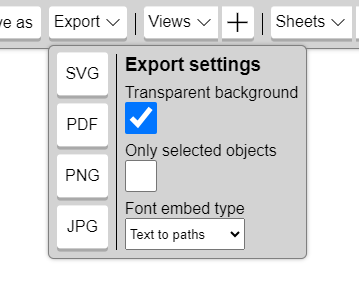 ve as Export Views + Sheets
SVG
PDF
PNG
JPG
Export settings
Transparent background
Only selected objects
Font embed type
Text to paths